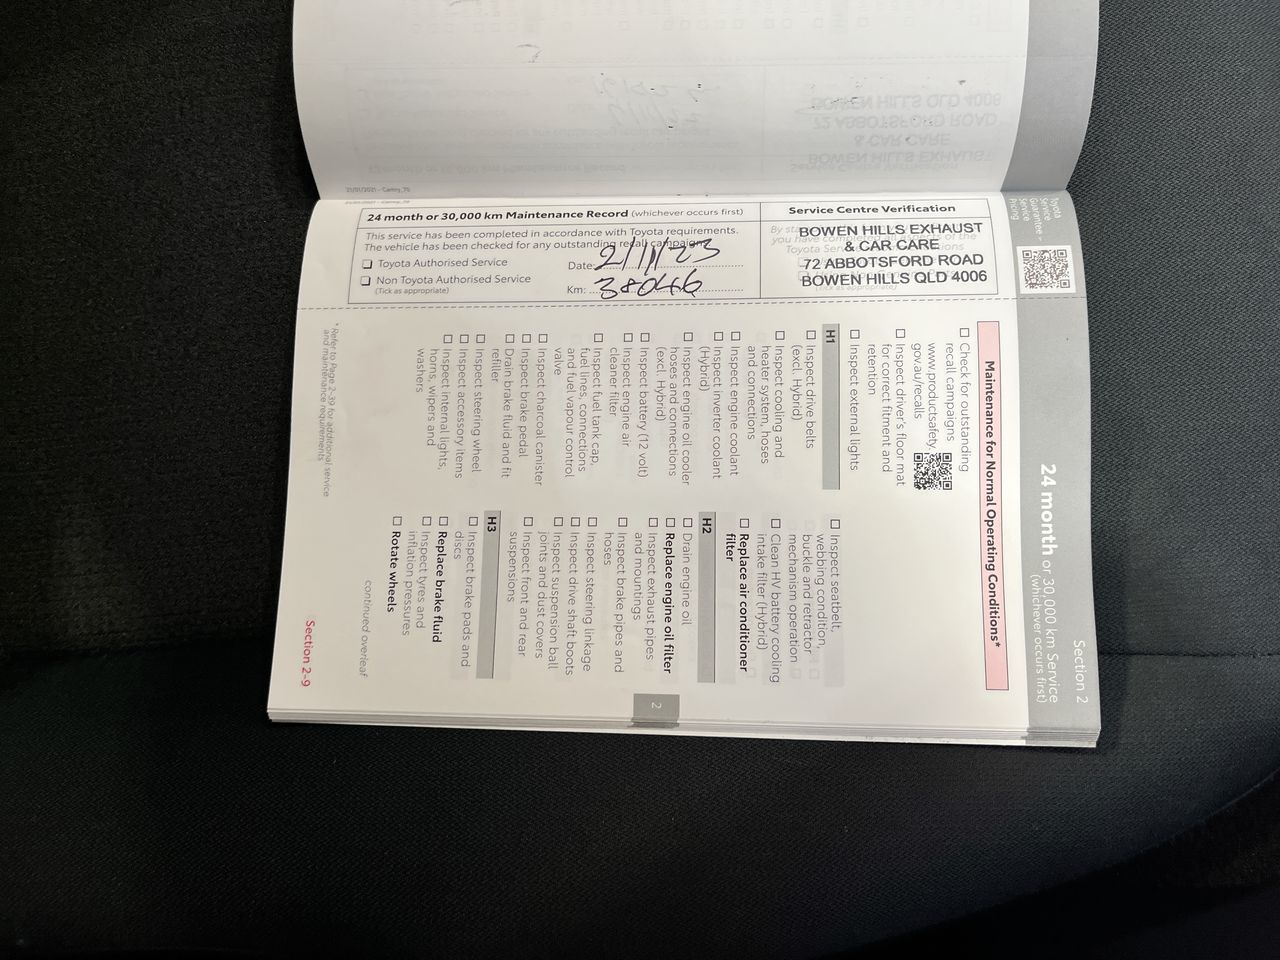 21/01/2021 - Camry_70
24 month or 30,000 km Maintenance Record (whichever occurs first)
This service has been completed in accordance with Toyota requirements.
The vehicle has been checked for any outstanding recall campaigns.
☐ Toyota Authorised Service
☐ Non Toyota Authorised Service
(Tick as appropriate)
Date: 2/11/23
Km: 38046
Service Centre Verification
BOWEN HILLS EXHAUST
& CAR CARE
72 ABBOTSFORD ROAD
BOWEN HILLS QLD 4006
Toyota
Service
Guarantee -
Service
Pricing
Section 2
24 month or 30,000 km Service
(whichever occurs first)
Maintenance for Normal Operating Conditions*
☐ Check for outstanding
recall campaigns
www.productsafety.
gov.au/recalls
☐ Inspect driver's floor mat
for correct fitment and
retention
☐ Inspect external lights
H1
☐ Inspect drive belts
(excl. Hybrid)
☐ Inspect cooling and
heater system, hoses
and connections
☐ Inspect engine coolant
☐ Inspect inverter coolant
(Hybrid)
☐ Inspect engine oil cooler
hoses and connections
(excl. Hybrid)
☐ Inspect battery (12 volt)
☐ Inspect engine air
cleaner filter
☐ Inspect fuel tank cap,
fuel lines, connections
and fuel vapour control
valve
☐ Inspect charcoal canister
☐ Inspect brake pedal
☐ Drain brake fluid and fit
refiller
☐ Inspect steering wheel
☐ Inspect accessory items
☐ Inspect internal lights,
horns, wipers and
washers
☐ Inspect seatbelt,
webbing condition,
buckle and retractor
mechanism operation
☐ Clean HV battery cooling
intake filter (Hybrid)
☐ Replace air conditioner
filter
H2
☐ Drain engine oil
☐ Replace engine oil filter
☐ Inspect exhaust pipes
and mountings
☐ Inspect brake pipes and
hoses
☐ Inspect steering linkage
☐ Inspect drive shaft boots
☐ Inspect suspension ball
joints and dust covers
☐ Inspect front and rear
suspensions
H3
☐ Inspect brake pads and
discs
☐ Replace brake fluid
☐ Inspect tyres and
inflation pressures
☐ Rotate wheels
continued overleaf
* Refer to Page 2-39 for additional service
and maintenance requirements
2
Section 2-9